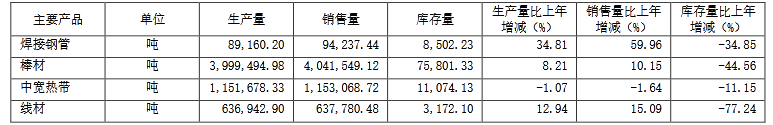 主要产品 单位 生产量 销售量 库存量 生产量比上年增减（%） 销售量比上年增减（%） 库存量比上年增减（%）
焊接钢管 吨 89,160.20 94,237.44 8,502.23 34.81 59.96 -34.85
棒材 吨 3,999,494.98 4,041,549.12 75,801.33 8.21 10.15 -44.56
中宽热带 吨 1,151,678.33 1,153,068.72 11,074.13 -1.07 -1.64 -11.15
线材 吨 636,942.90 637,780.48 3,172.10 12.94 15.09 -77.24